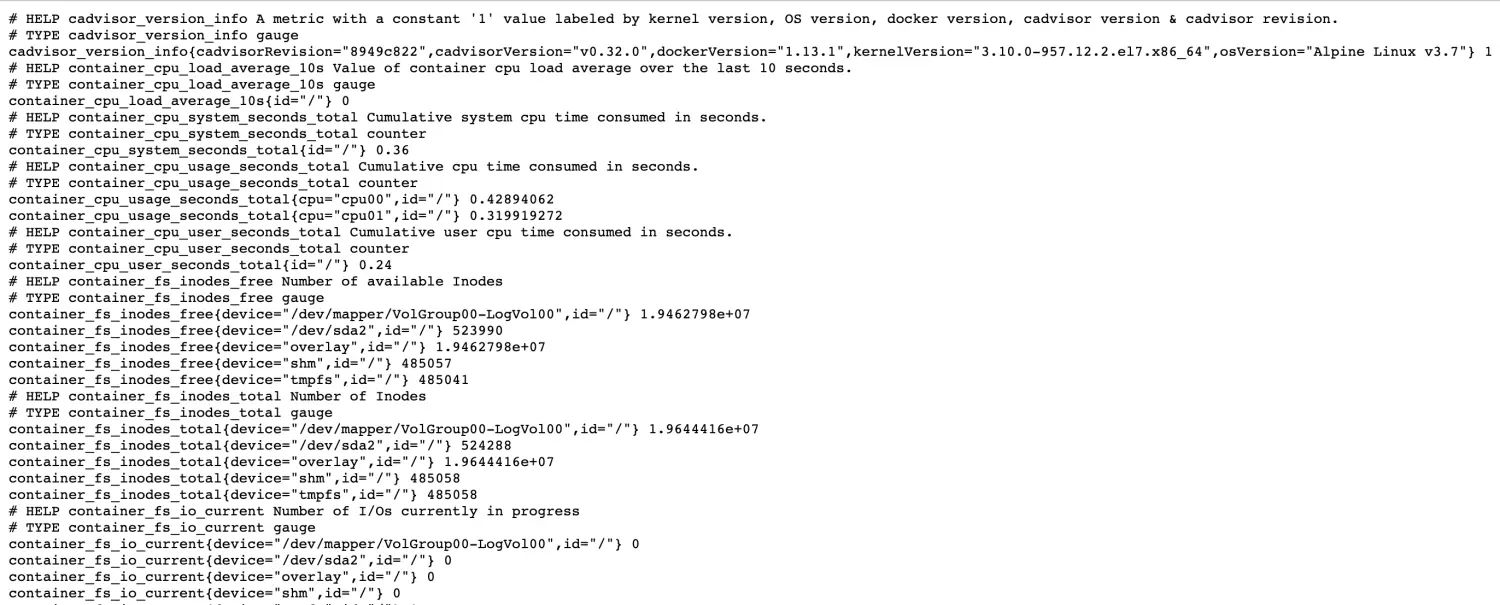 # HELP cadvisor_version_info A metric with a constant '1' value labeled by kernel version, OS version, docker version, cadvisor version & cadvisor revision.
# TYPE cadvisor_version_info gauge
cadvisor_version_info{cadvisorRevision="8949c822",cadvisorVersion="v0.32.0",dockerVersion="1.13.1",kernelVersion="3.10.0-957.12.2.el7.x86_64",osVersion="Alpine Linux v3.7"} 1
# HELP container_cpu_load_average_10s Value of container cpu load average over the last 10 seconds.
# TYPE container_cpu_load_average_10s gauge
container_cpu_load_average_10s{id="/"} 0
# HELP container_cpu_system_seconds_total Cumulative system cpu time consumed in seconds.
# TYPE container_cpu_system_seconds_total counter
container_cpu_system_seconds_total{id="/"} 0.36
# HELP container_cpu_usage_seconds_total Cumulative cpu time consumed in seconds.
# TYPE container_cpu_usage_seconds_total counter
container_cpu_usage_seconds_total{cpu="cpu00",id="/"} 0.42894062
container_cpu_usage_seconds_total{cpu="cpu01",id="/"} 0.319919272
# HELP container_cpu_user_seconds_total Cumulative user cpu time consumed in seconds.
# TYPE container_cpu_user_seconds_total counter
container_cpu_user_seconds_total{id="/"} 0.24
# HELP container_fs_inodes_free Number of available Inodes
# TYPE container_fs_inodes_free gauge
container_fs_inodes_free{device="/dev/mapper/VolGroup00-LogVol00",id="/"} 1.9462798e+07
container_fs_inodes_free{device="/dev/sda2",id="/"} 523990
container_fs_inodes_free{device="overlay",id="/"} 1.9462798e+07
container_fs_inodes_free{device="shm",id="/"} 485057
container_fs_inodes_free{device="tmpfs",id="/"} 485041
# HELP container_fs_inodes_total Number of Inodes
# TYPE container_fs_inodes_total gauge
container_fs_inodes_total{device="/dev/mapper/VolGroup00-LogVol00",id="/"} 1.9644416e+07
container_fs_inodes_total{device="/dev/sda2",id="/"} 524288
container_fs_inodes_total{device="overlay",id="/"} 1.9644416e+07
container_fs_inodes_total{device="shm",id="/"} 485058
container_fs_inodes_total{device="tmpfs",id="/"} 485058
# HELP container_fs_io_current Number of I/Os currently in progress
# TYPE container_fs_io_current gauge
container_fs_io_current{device="/dev/mapper/VolGroup00-LogVol00",id="/"} 0
container_fs_io_current{device="/dev/sda2",id="/"} 0
container_fs_io_current{device="overlay",id="/"} 0
container_fs_io_current{device="shm",id="/"} 0